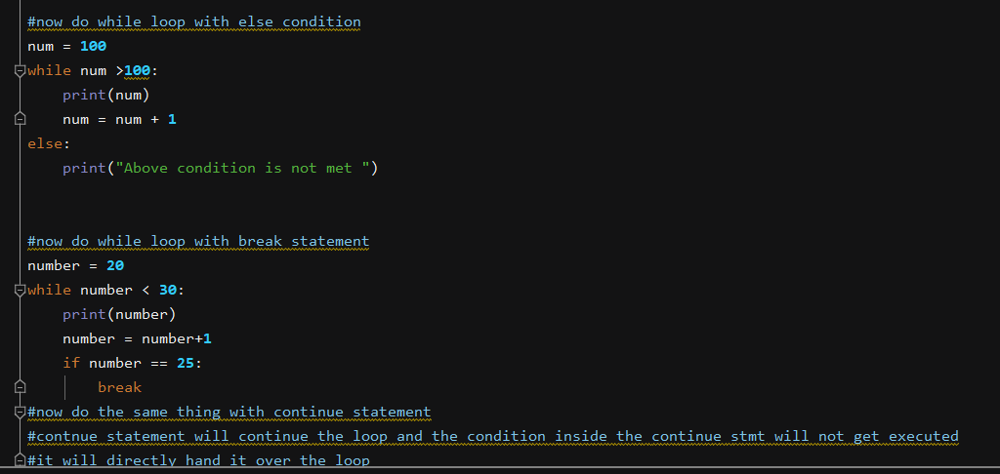 #now do while loop with else condition
num = 100
while num >100:
    print(num)
    num = num + 1
else:
    print("Above condition is not met ")
#now do while loop with break statement
number = 20
while number < 30:
    print(number)
    number = number+1
    if number == 25:
        break
#now do the same thing with continue statement
#contnue statement will continue the loop and the condition inside the continue stmt will not get executed
#it will directly hand it over the loop